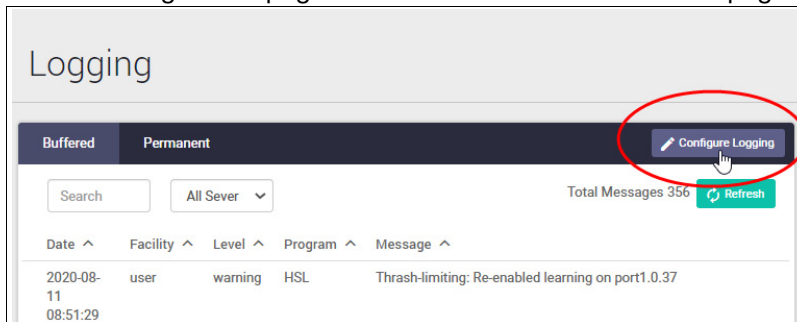 Logging
Buffered Permanent Configure Logging
Search All Sever Total Messages 356 Refresh
Date Facility Level Program Message
2020-08- user warning HSL Thrash-limiting: Re-enabled learning on port1.0.37
11
08:51:29